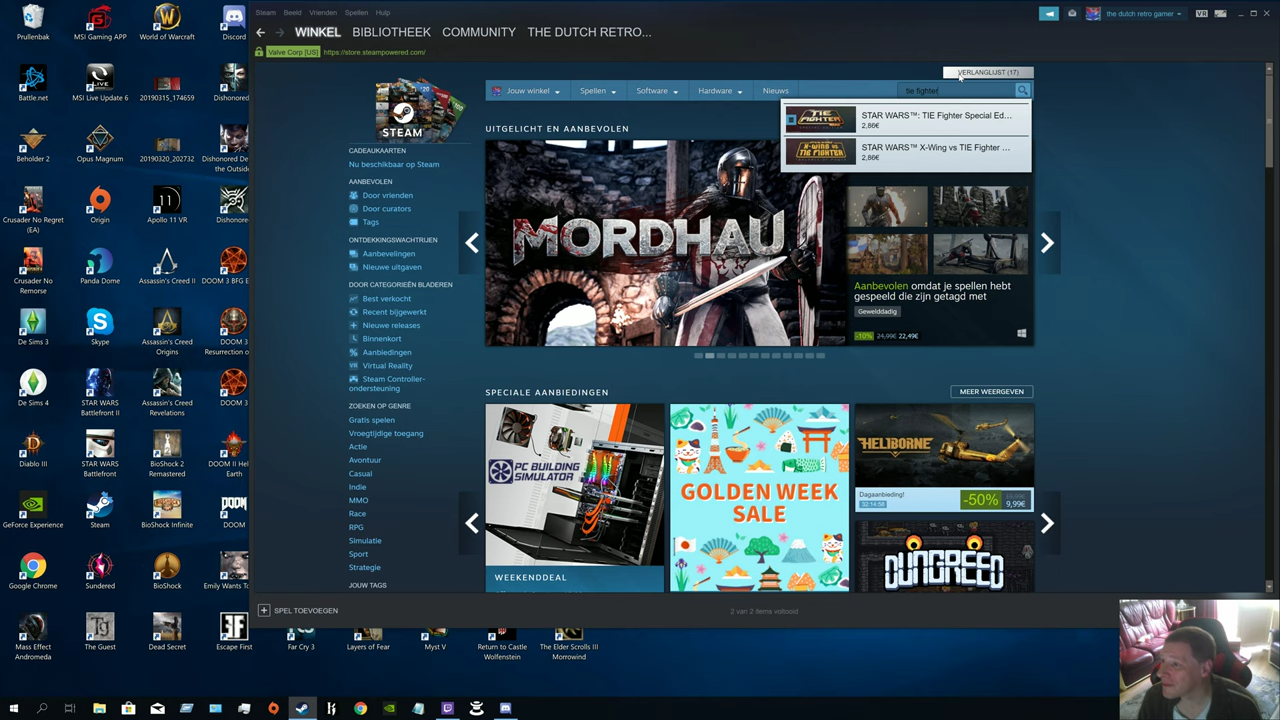 Steam Beeld Vrienden Spellen Hulp
the dutch retro gamer
VR
WINKEL BIBLIOTHEEK COMMUNITY THE DUTCH RETRO...
Valve Corp [US] https://store.steampowered.com/
VERLANGLIJST (17)
Jouw winkel Spellen Software Hardware Nieuws
tie fighter
STAR WARS™: TIE Fighter Special Ed...
2,86€
STAR WARS™ X-Wing vs TIE Fighter ...
2,86€
STEAM
CADEAUKAARTEN
Nu beschikbaar op Steam
AANBEVOLEN
Door vrienden
Door curators
Tags
ONTDEKKINGSWACHTRIJEN
Aanbevelingen
Nieuwe uitgaven
DOOR CATEGORIEËN BLADEREN
Best verkocht
Recent bijgewerkt
Nieuwe releases
Binnenkort
Aanbiedingen
Virtual Reality
Steam Controller-
ondersteuning
ZOEKEN OP GENRE
Gratis spelen
Vroegtijdige toegang
Actie
Avontuur
Casual
Indie
MMO
Race
RPG
Simulatie
Sport
Strategie
JOUW TAGS
UITGELICHT EN AANBEVOLEN
MORDHAU
Aanbevolen omdat je spellen hebt
gespeeld die zijn getagd met
Gewelddadig
-10% 24,99€ 22,49€
SPECIALE AANBIEDINGEN
MEER WEERGEVEN
PC BUILDING
SIMULATOR
WEEKENDDEAL
GOLDEN WEEK
SALE
HELIBORNE
Dagaanbieding!
-50%
9,99€
DUNGREED
SPEL TOEVOEGEN
2 van 2 items voltooid
Prullenbak
MSI Gaming APP
World of Warcraft
Discord
Battle.net
MSI Live Update 6
20190315_174659
Dishonored
Beholder 2
Opus Magnum
20190320_202732
Dishonored De
the Outside
Crusader No Regret
(EA)
Origin
Apollo 11 VR
Dishonore
Crusader No
Remorse
Panda Dome
Assassin's Creed II
DOOM 3 BFG E
De Sims 3
Skype
Assassin's Creed
Origins
DOOM 3
Resurrection o
De Sims 4
STAR WARS
Battlefront II
Assassin's Creed
Revelations
DOOM 3
Diablo III
STAR WARS
Battlefront
BioShock 2
Remastered
DOOM II Hel
Earth
GeForce Experience
Steam
BioShock Infinite
DOOM
Google Chrome
Sundered
BioShock
Emily Wants To
Mass Effect
Andromeda
The Guest
Dead Secret
Escape First
Far Cry 3
Layers of Fear
Myst V
Return to Castle
Wolfenstein
The Elder Scrolls III
Morrowind